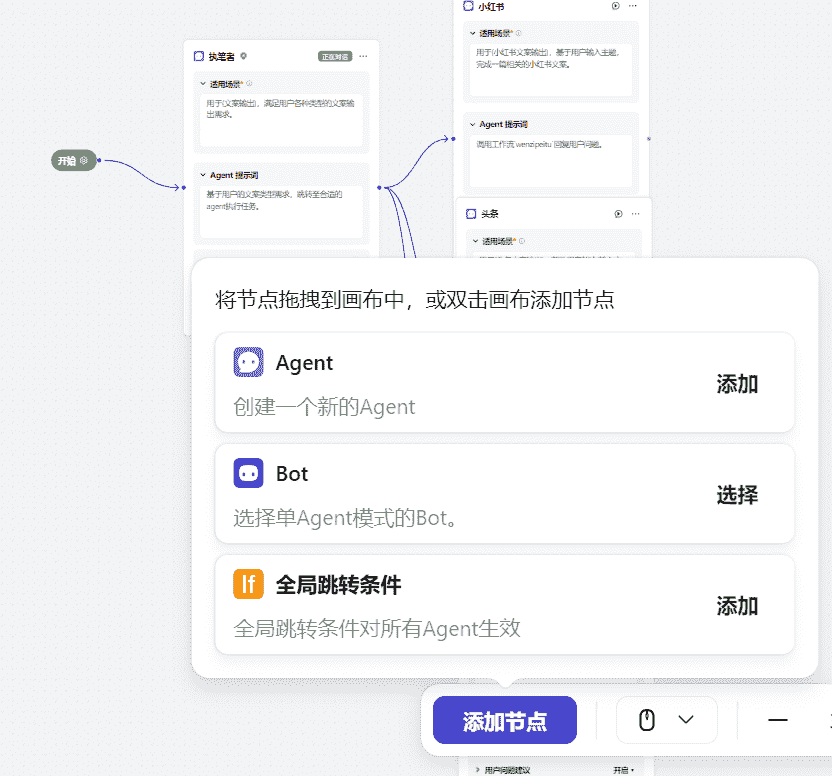 小红书
适用场景*
用于{文案输出}，基于用户输入主题，
完成一篇相关的小红书文案。
Agent 提示词
调用工作流`wenzipeitu`回复用户问题。
执笔者
正在对话
适用场景*
用于{文案输出}，满足用户各种类型的文案输
出需求。
Agent 提示词
基于用户的文案类型需求，跳转至合适的
agent执行任务。
开始
头条
适用场景*
将节点拖拽到画布中，或双击画布添加节点
Agent
创建一个新的Agent
添加
Bot
选择单Agent模式的Bot。
选择
If
全局跳转条件
全局跳转条件对所有Agent生效
添加
添加节点
用户问题建议
开启